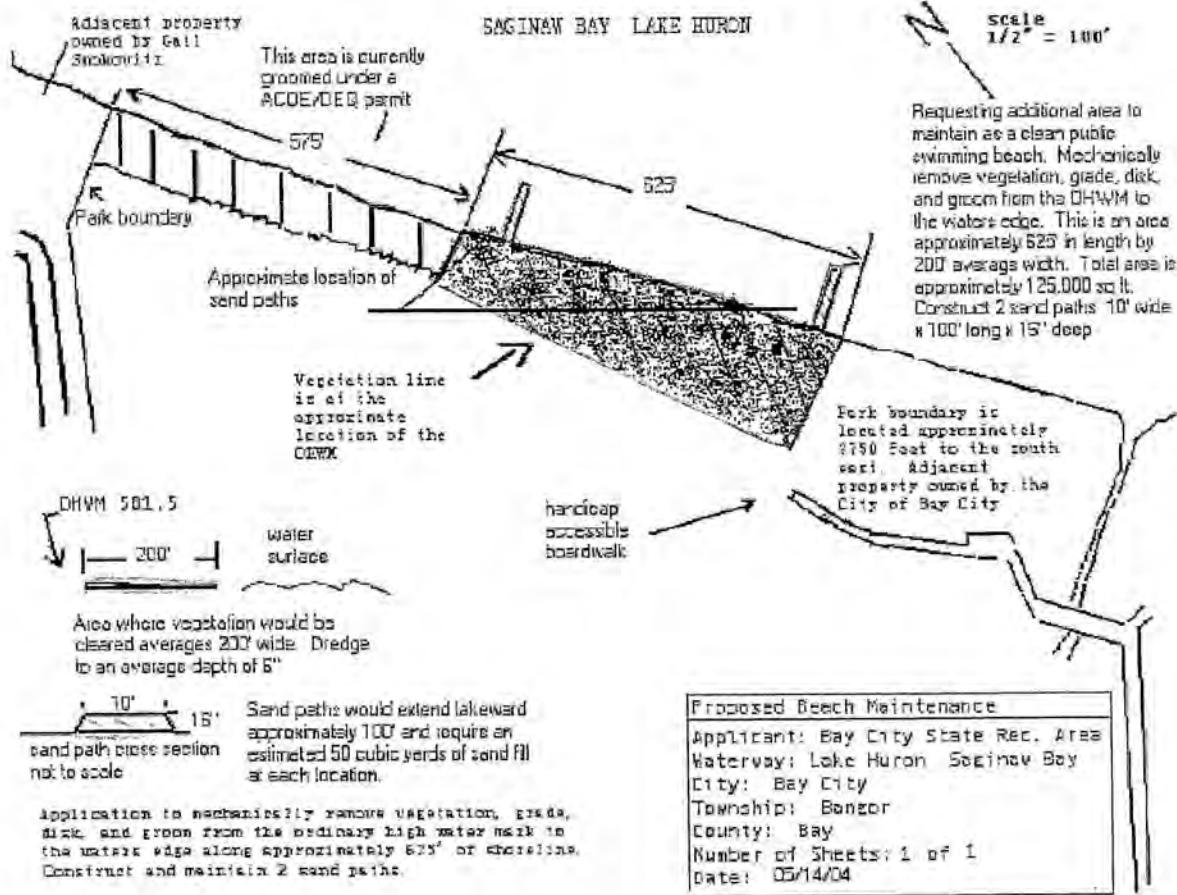 SAGINAW BAY LAKE HURON
scale
1/2" = 100'
Adjacent property
owned by Gail
This area is currently
groomed under a
ACOE/DEQ permit
575'
625'
Park boundary
Approximate location of
sand paths
Requesting additional area to
maintain as a clean public
swimming beach. Mechanically
remove vegetation, grade, disk,
and groom from the OHWM to
the waters edge. This is an area
approximately 625' in length by
200' average width. Total area is
approximately 125,000 sq ft.
Construct 2 sand paths 10' wide
x 100' long x 15" deep
Vegetation line
is at the
approximate
location of the
OHWM
Park boundary is
located approximately
feet to the south
east. Adjacent
property owned by the
City of Bay City
handicap
accessible
boardwalk
OHWM 581.5
200'
water
surface
Area where vegetation would be
cleared averages 200' wide. Dredge
to an average depth of 6"
10'
sand path cross section
not to scale
Sand paths would extend lakeward
approximately 100' and require an
estimated 50 cubic yards of sand fill
at each location.
Application to mechanically remove vegetation, grade,
disk, and groom from the ordinary high water mark to
the waters edge along approximately 625' of shoreline.
Construct and maintain 2 sand paths.
Proposed Beach Maintenance
Applicant: Bay City State Rec. Area
Waterway: Lake Huron Saginaw Bay
City: Bay City
Township: Bangor
County: Bay
Number of Sheets: 1 of 1
Date: 05/14/04